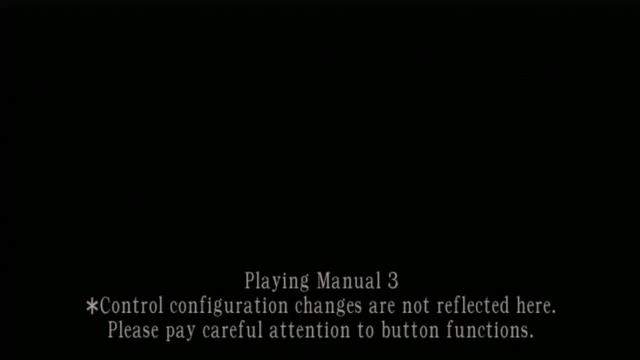 Playing Manual 3
*Control configuration changes are not reflected here.
Please pay careful attention to button functions.